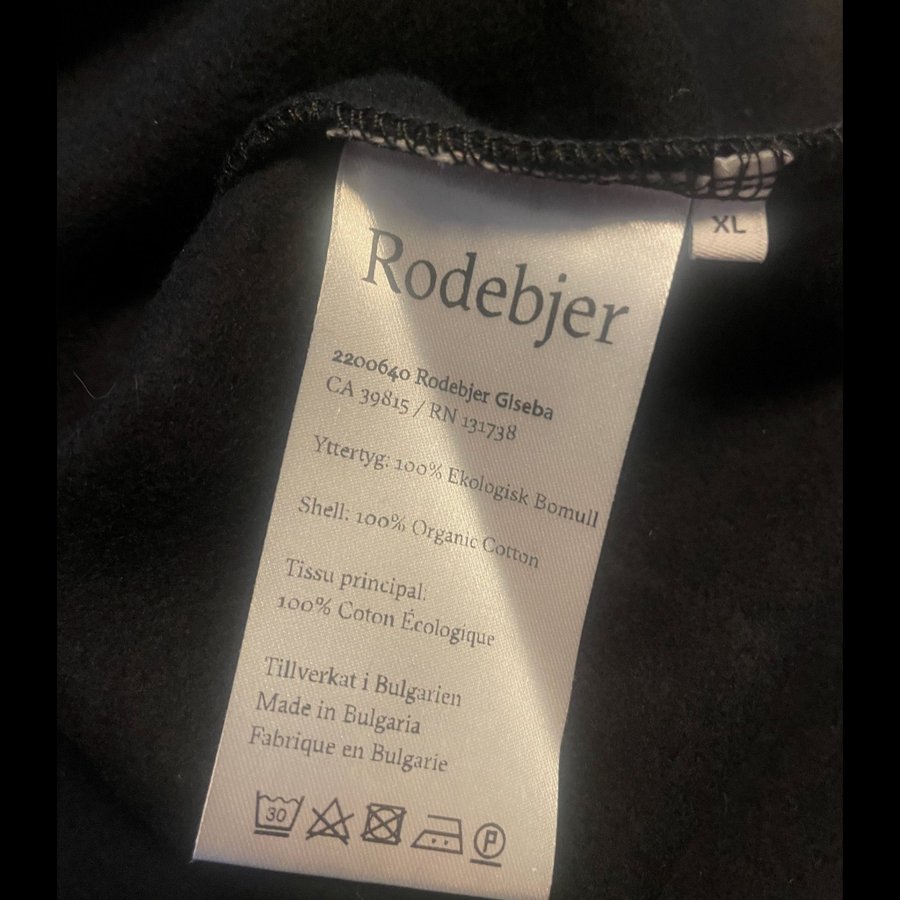 XL
Rodebjer
2200640 Rodebjer Giseba
CA 39815 / RN 131738
Yttertyg: 100% Ekologisk Bomull
Shell: 100% Organic Cotton
Tissu principal:
100% Coton Écologique
Tillverkat i Bulgarien
Made in Bulgaria
Fabrique en Bulgarie
30
P